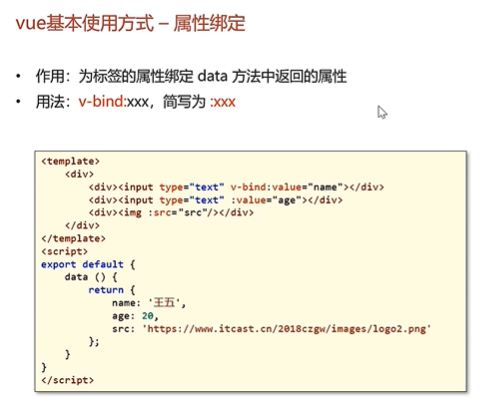 vue基本使用方式 – 属性绑定
• 作用：为标签的属性绑定 data 方法中返回的属性
• 用法：v-bind:xxx，简写为 :xxx
<template>
    <div>
        <div><input type="text" v-bind:value="name"></div>
        <div><input type="text" :value="age"></div>
        <div><img :src="src"/></div>
    </div>
</template>
<script>
export default {
    data () {
        return {
            name: '王五',
            age: 20,
            src: 'https://www.itcast.cn/2018czgw/images/logo2.png'
        };
    }
}
</script>